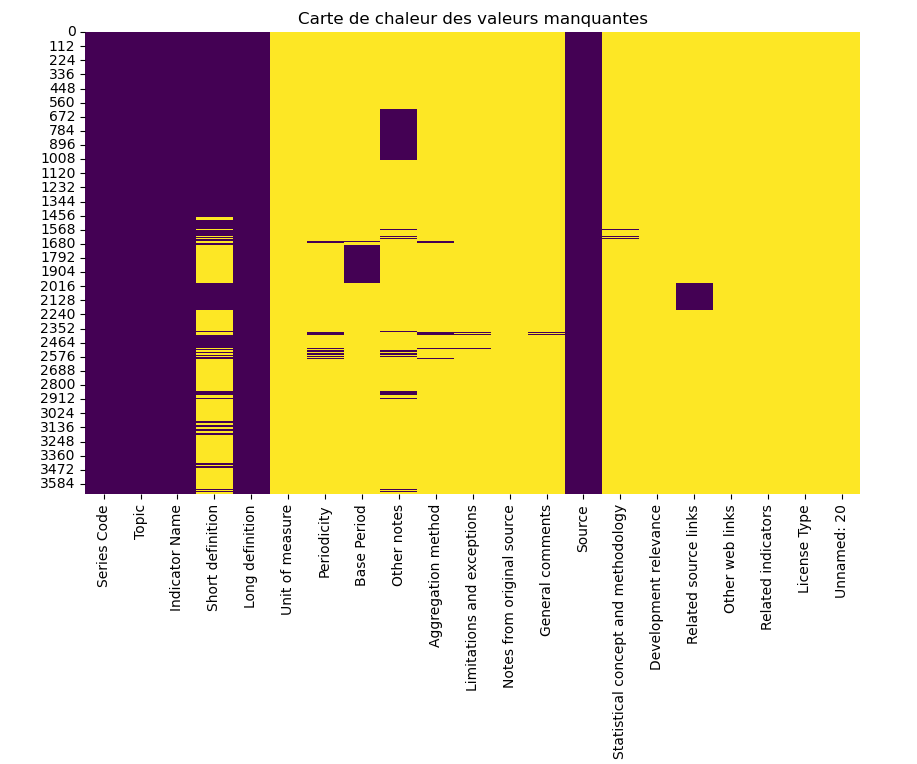 Carte de chaleur des valeurs manquantes
0
112
224
336
448
560
672
784
896
1008
1120
1232
1344
1456
1568
1680
1792
1904
2016
2128
2240
2352
2464
2576
2688
2800
2912
3024
3136
3248
3360
3472
3584
Series Code
Topic
Indicator Name
Short definition
Long definition
Unit of measure
Periodicity
Base Period
Other notes
Aggregation method
Limitations and exceptions
Notes from original source
General comments
Source
Statistical concept and methodology
Development relevance
Related source links
Other web links
Related indicators
License Type
Unnamed: 20